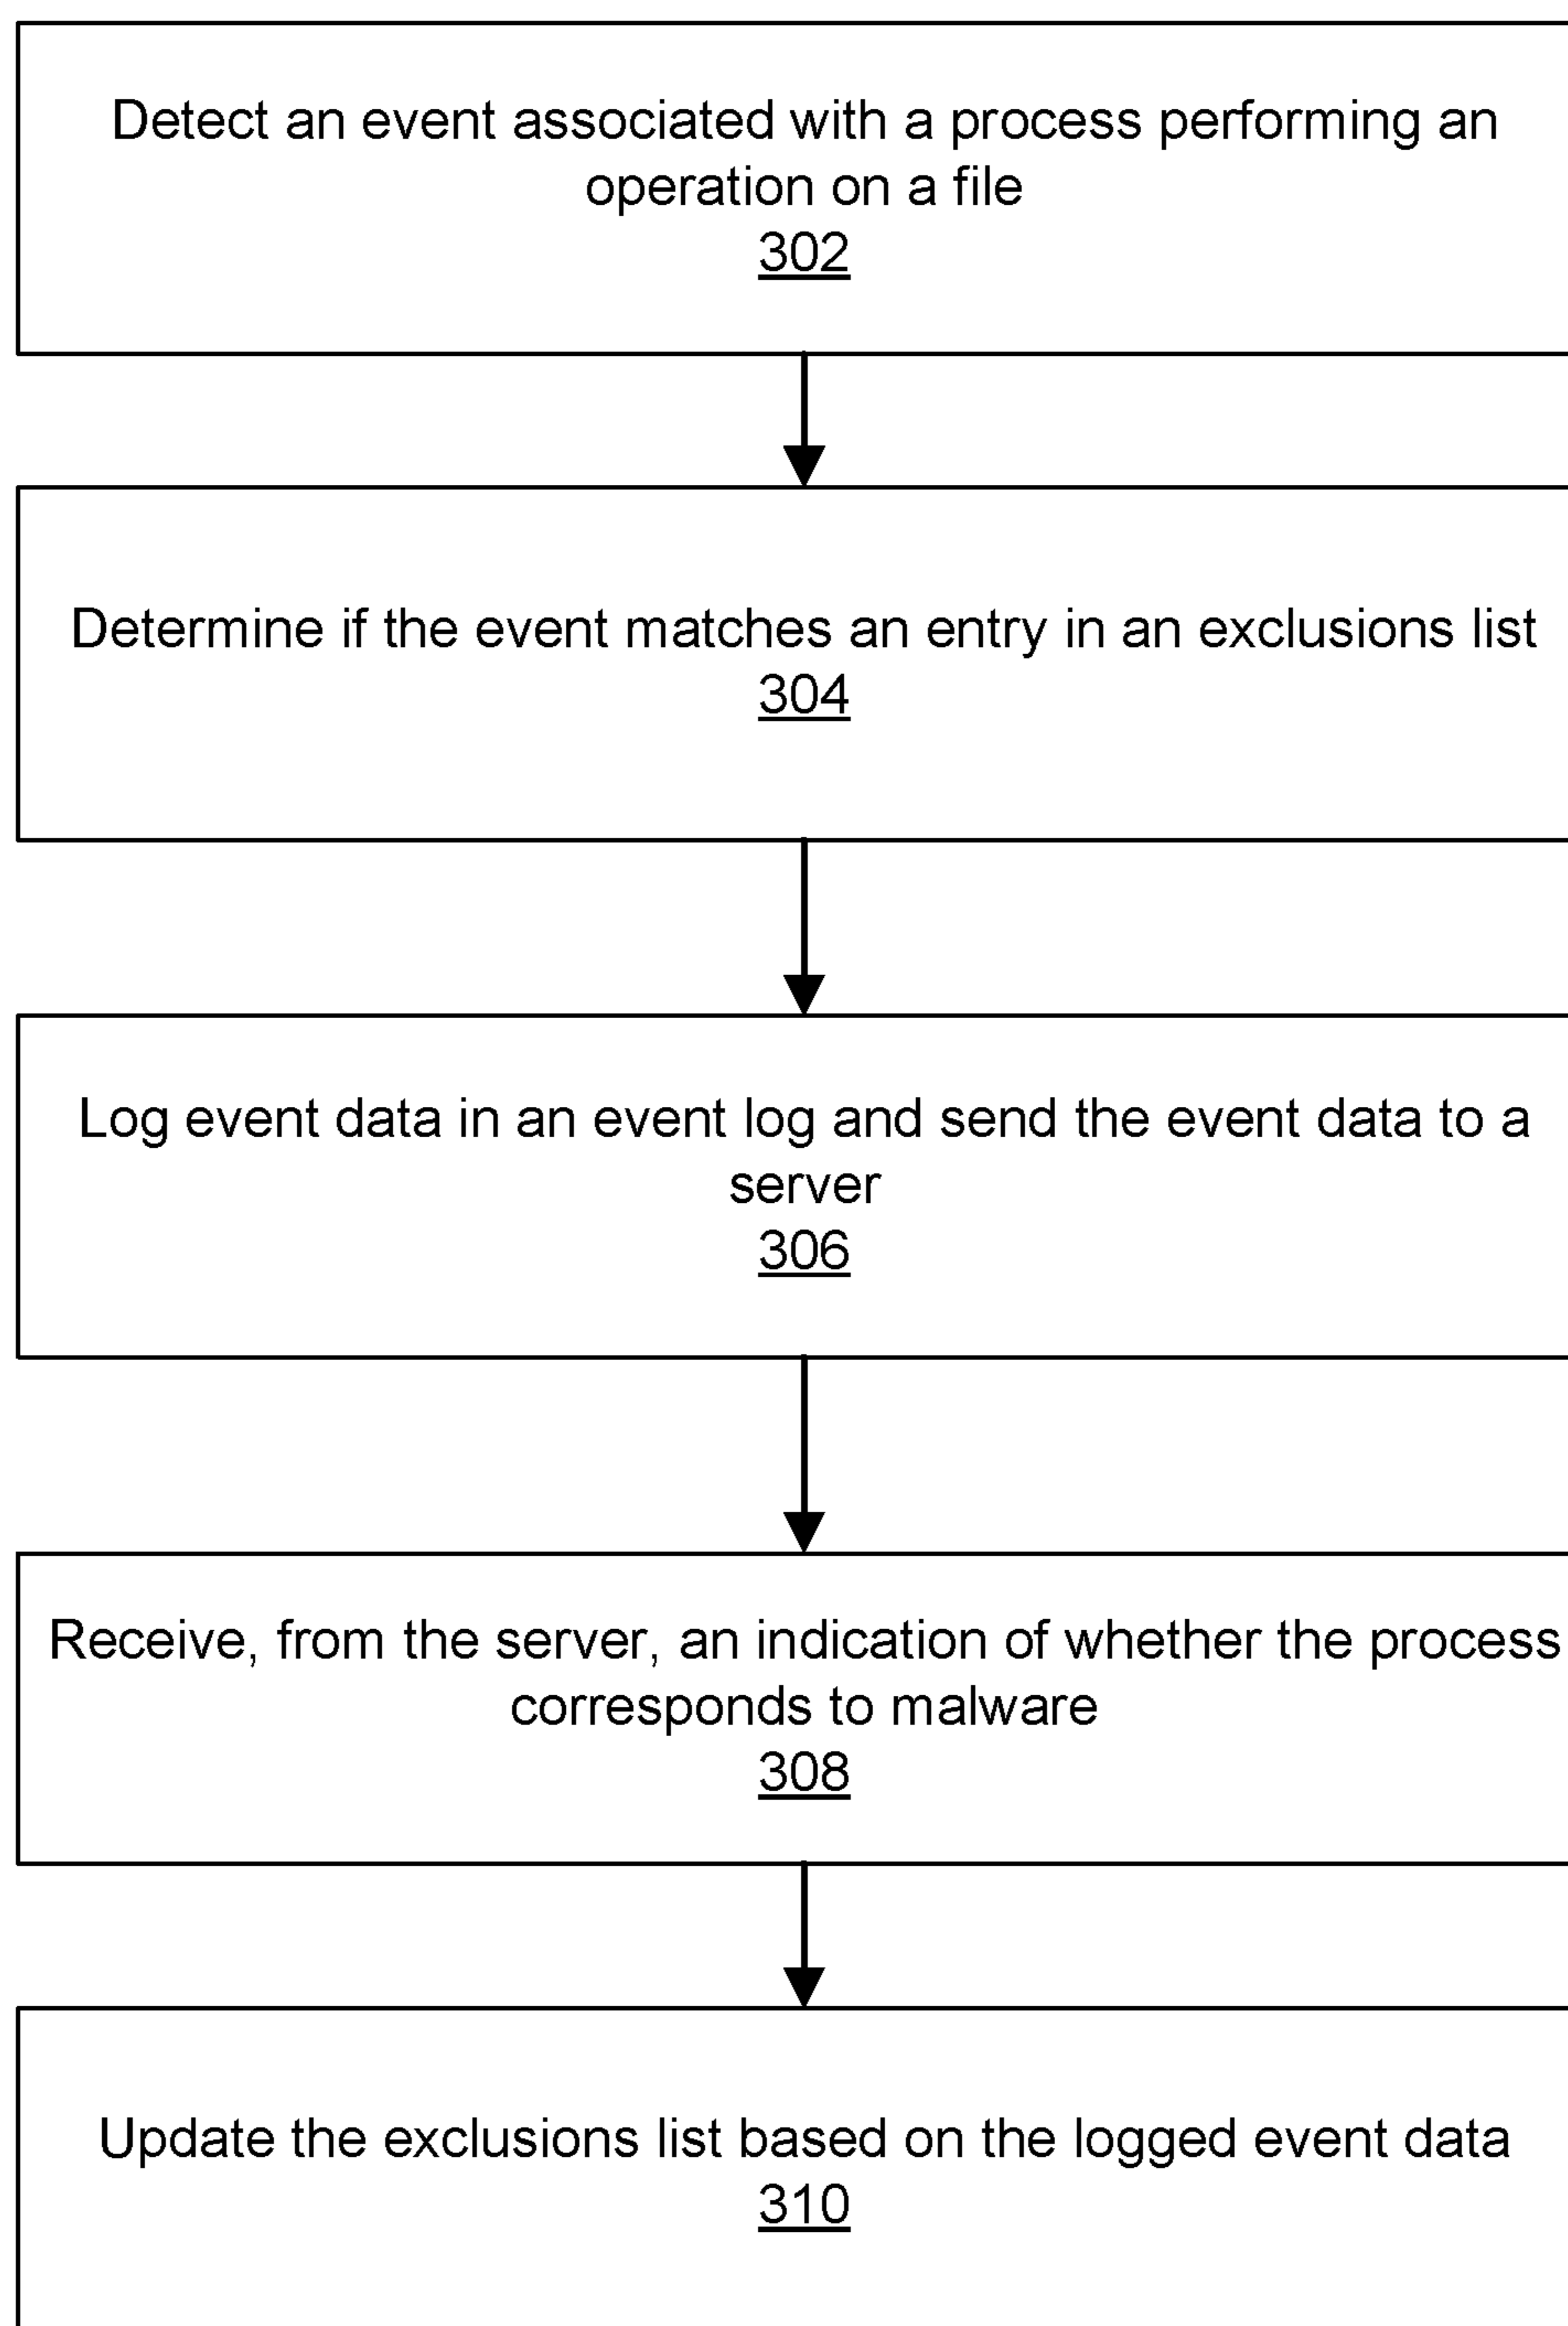 Detect an event associated with a process performing an
operation on a file
302
Determine if the event matches an entry in an exclusions list
304
Log event data in an event log and send the event data to a
server
306
Receive, from the server, an indication of whether the process
corresponds to malware
308
Update the exclusions list based on the logged event data
310